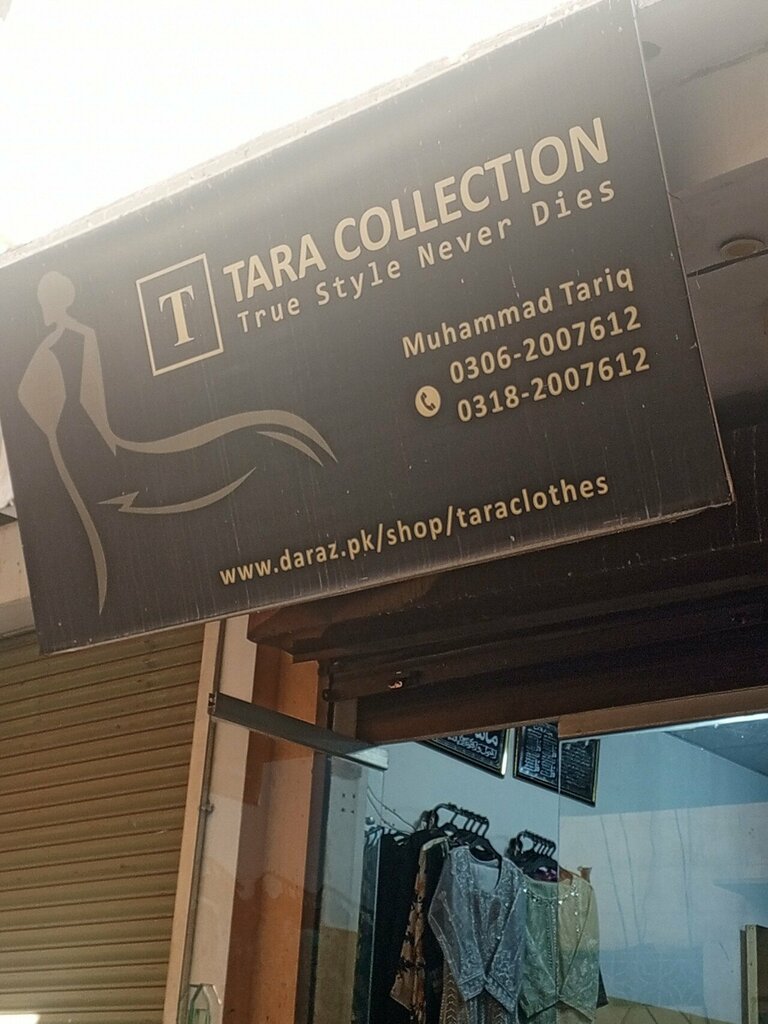 T
TARA COLLECTION
True Style Never Dies
Muhammad Tariq
0306-2007612
0318-2007612
www.daraz.pk/shop/taraclothes